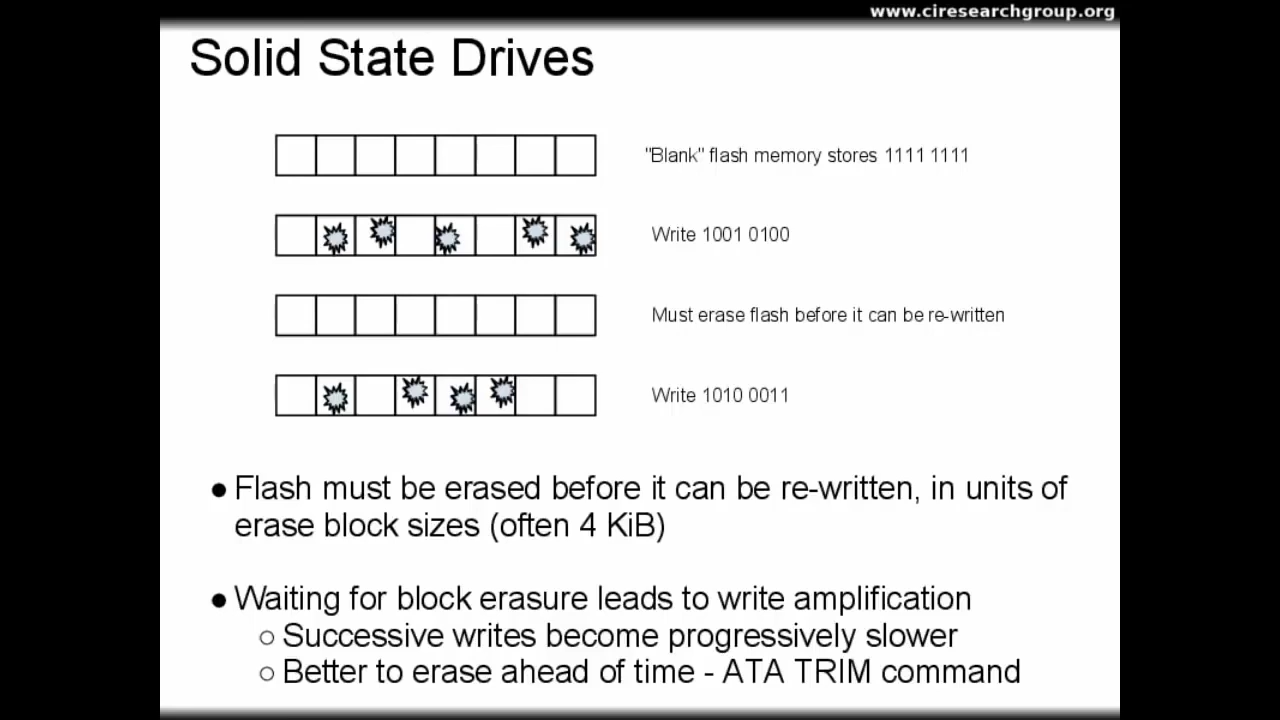 www.ciresearchgroup.org
Solid State Drives
"Blank" flash memory stores 1111 1111
Write 1001 0100
Must erase flash before it can be re-written
Write 1010 0011
● Flash must be erased before it can be re-written, in units of
erase block sizes (often 4 KiB)
● Waiting for block erasure leads to write amplification
○ Successive writes become progressively slower
○ Better to erase ahead of time - ATA TRIM command